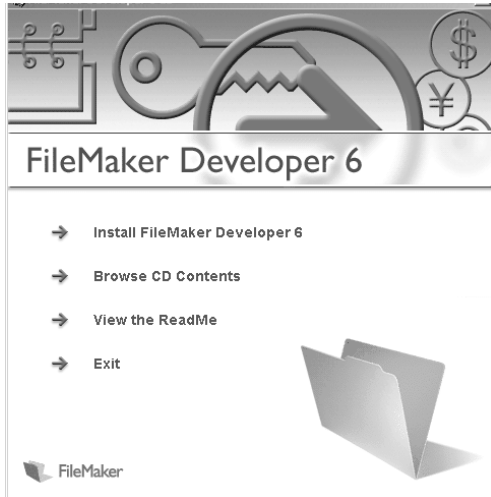 $
¥
FileMaker Developer 6
Install FileMaker Developer 6
Browse CD Contents
View the ReadMe
Exit
FileMaker